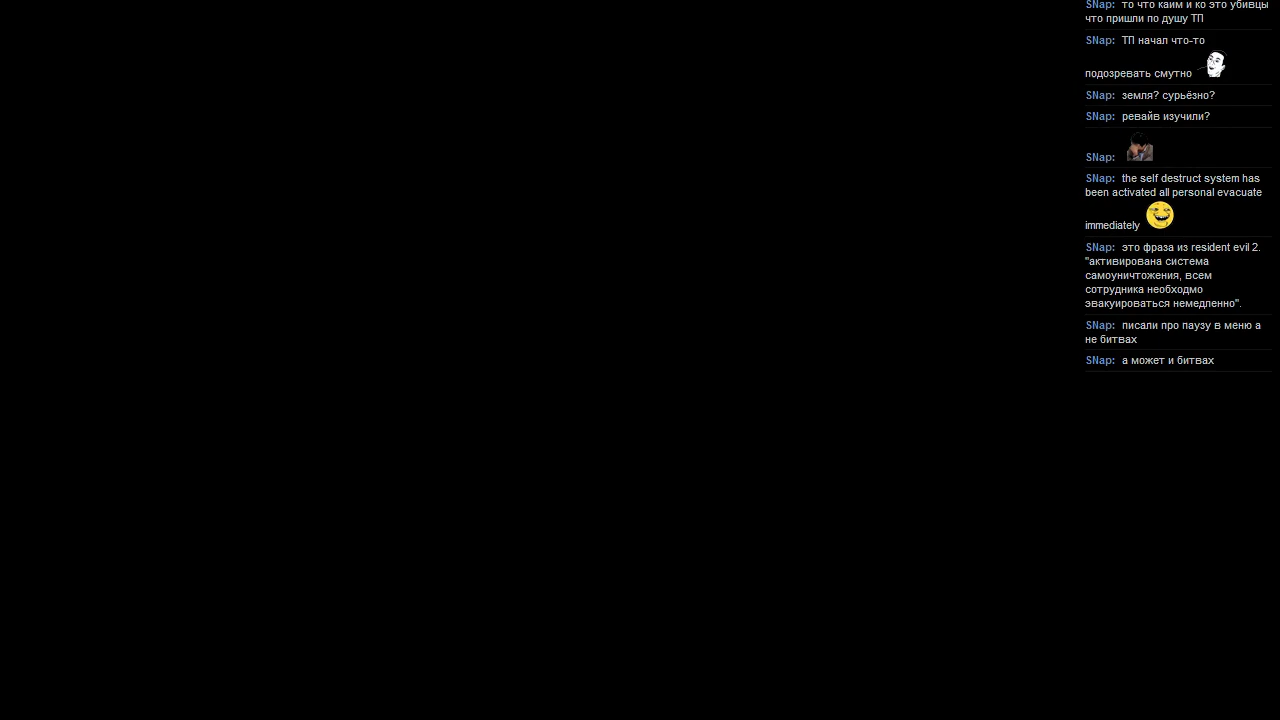 SNap: то что каим и ко это убивцы
что пришли по душу ТП
SNap: ТП начал что-то
подозревать смутно
SNap: земля? сурьёзно?
SNap: ревайв изучили?
SNap:
SNap: the self destruct system has
been activated all personal evacuate
immediately
SNap: это фраза из resident evil 2.
"активирована система
самоуничтожения, всем
сотрудника необходмо
эвакуироваться немедленно".
SNap: писали про паузу в меню а
не битвах
SNap: а может и битвах